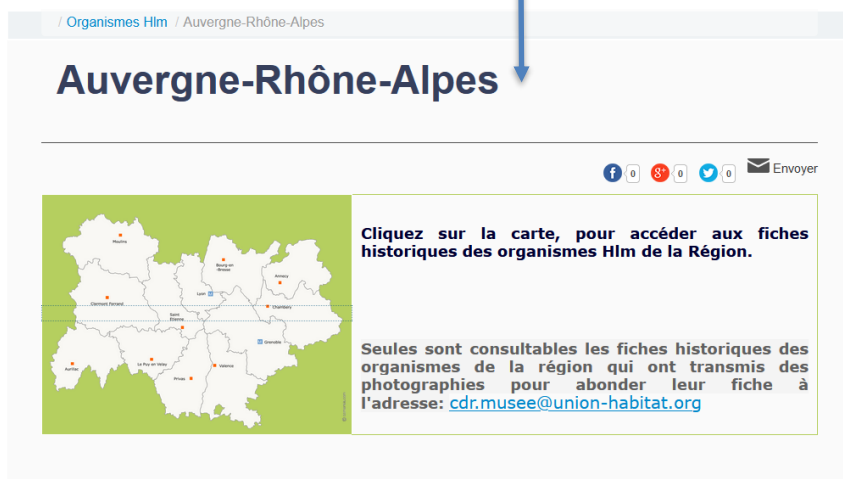 / Organismes Hlm / Auvergne-Rhône-Alpes
Auvergne-Rhône-Alpes
f 0 g+ 0 0 Envoyer
Cliquez sur la carte, pour accéder aux fiches
historiques des organismes Hlm de la Région.
Moulins
Bourg en
-Bresse
Annecy
Lyon
Clermont Ferrand
Chambéry
Saint
Etienne
Grenoble
Aurillac
Le Puy en Velay
Valence
Privas
Seules sont consultables les fiches historiques des
organismes de la région qui ont transmis des
photographies pour abonder leur fiche à
l'adresse: cdr.musee@union-habitat.org